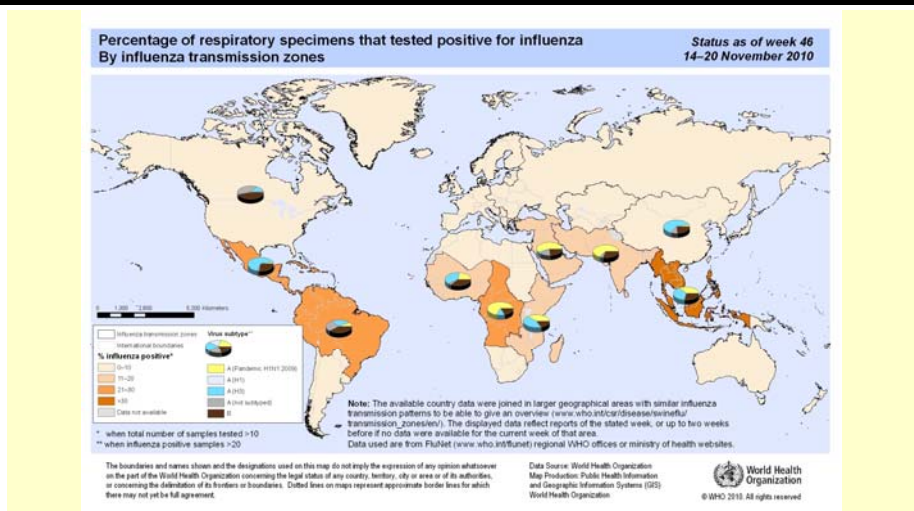 Percentage of respiratory specimens that tested positive for influenza
By influenza transmission zones
Status as of week 46
14–20 November 2010
Kilometers
Influenza transmission zones
International boundaries
% influenza positive*
0–10
11–20
21–30
>30
Data not available
Virus subtype**
A (Pandemic H1N1 2009)
A (H1)
A (H3)
A (not subtyped)
B
* when total number of samples tested >10
** when influenza positive samples >20
Note: The available country data were joined in larger geographical areas with similar influenza
transmission patterns to be able to give an overview (www.who.int/csr/disease/swineflu/
transmission_zones/en/). The displayed data reflect reports of the stated week, or up to two weeks
before if no data were available for the current week of that area.
Data used are from FluNet (www.who.int/flunet) regional WHO offices or ministry of health websites.
The boundaries and names shown and the designations used on this map do not imply the expression of any opinion whatsoever
on the part of the World Health Organization concerning the legal status of any country, territory, city or area or of its authorities,
or concerning the delimitation of its frontiers or boundaries. Dotted lines on maps represent approximate border lines for which
there may not yet be full agreement.
Data Source: World Health Organization
Map Production: Public Health Information
and Geographic Information Systems (GIS)
World Health Organization
World Health
Organization
© WHO 2010. All rights reserved